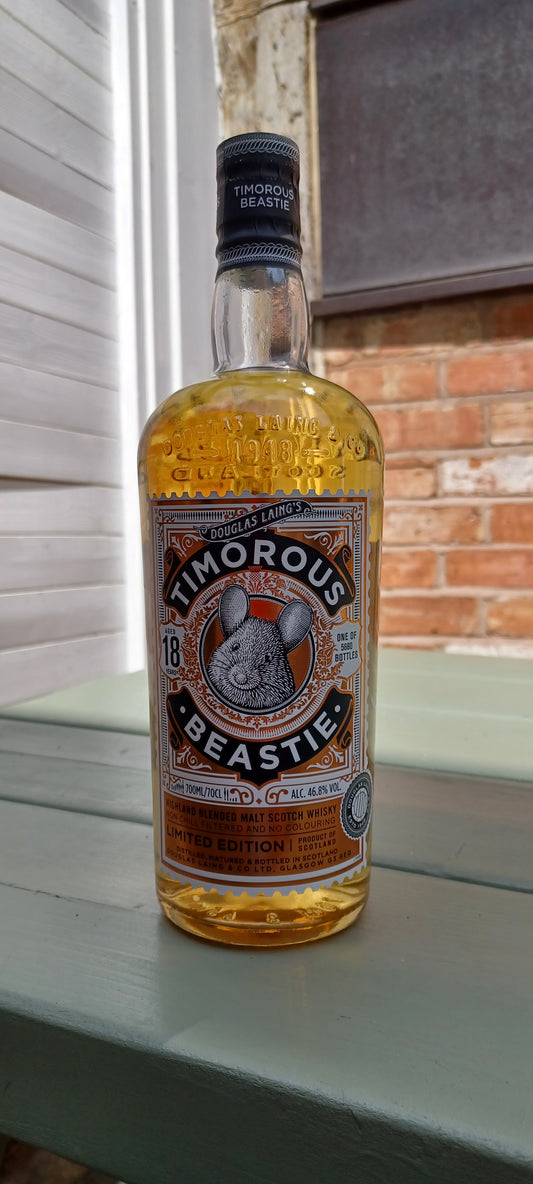 TIMOROUS
BEASTIE
DOUGLAS LAING & CO
1948
DOUGLAS LAING'S
TIMOROUS
AGED
18
YEARS
ONE OF
5680
BOTTLES
BEASTIE
700ML/70CL
ALC. 46.8% VOL.
HIGHLAND BLENDED MALT SCOTCH WHISKY
NON CHILL FILTERED AND NO COLOURING
LIMITED EDITION
PRODUCT OF
SCOTLAND
DISTILLED, MATURED & BOTTLED IN SCOTLAND
DOUGLAS LAING & CO LTD, GLASGOW G3 6EQ